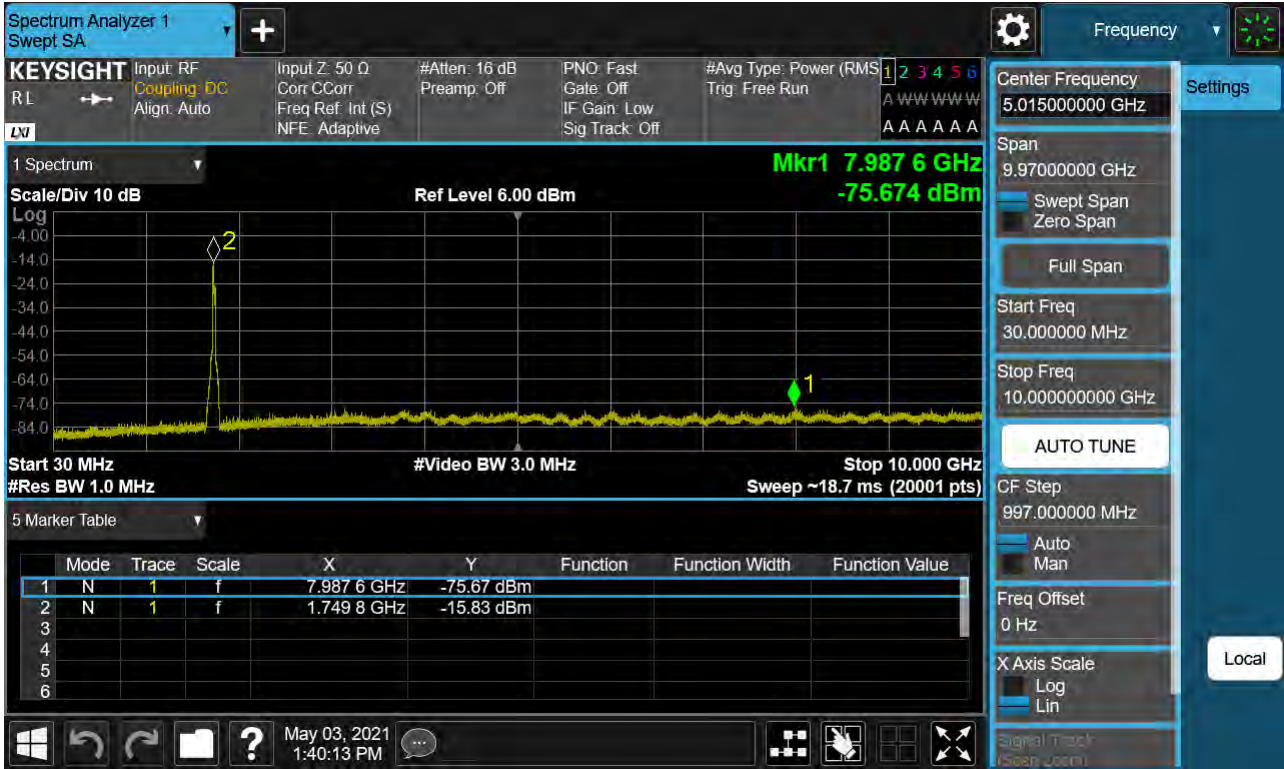 Spectrum Analyzer 1
Swept SA
+
Frequency
KEYSIGHT
RL
LXI
Input: RF
Coupling: DC
Align: Auto
Input Z: 50 Ω
Corr CCorr
Freq Ref: Int (S)
NFE: Adaptive
#Atten: 16 dB
Preamp: Off
PNO: Fast
Gate: Off
IF Gain: Low
Sig Track: Off
#Avg Type: Power (RMS
Trig: Free Run
1 2 3 4 5 6
A W W W W W
A A A A A A
1 Spectrum
Mkr1 7.987 6 GHz
Scale/Div 10 dB
Ref Level 6.00 dBm
-75.674 dBm
Log
-4.00
-14.0
-24.0
-34.0
-44.0
-54.0
-64.0
-74.0
-84.0
2
1
Start 30 MHz
#Video BW 3.0 MHz
Stop 10.000 GHz
#Res BW 1.0 MHz
Sweep ~18.7 ms (20001 pts)
5 Marker Table
Mode Trace Scale X Y Function Function Width Function Value
1 N 1 f 7.987 6 GHz -75.67 dBm
2 N 1 f 1.749 8 GHz -15.83 dBm
3
4
5
6
May 03, 2021
1:40:13 PM
Center Frequency
5.015000000 GHz
Span
9.97000000 GHz
Swept Span
Zero Span
Full Span
Start Freq
30.000000 MHz
Stop Freq
10.000000000 GHz
AUTO TUNE
CF Step
997.000000 MHz
Auto
Man
Freq Offset
0 Hz
X Axis Scale
Log
Lin
Signal Track
(Span Zoom)
Settings
Local